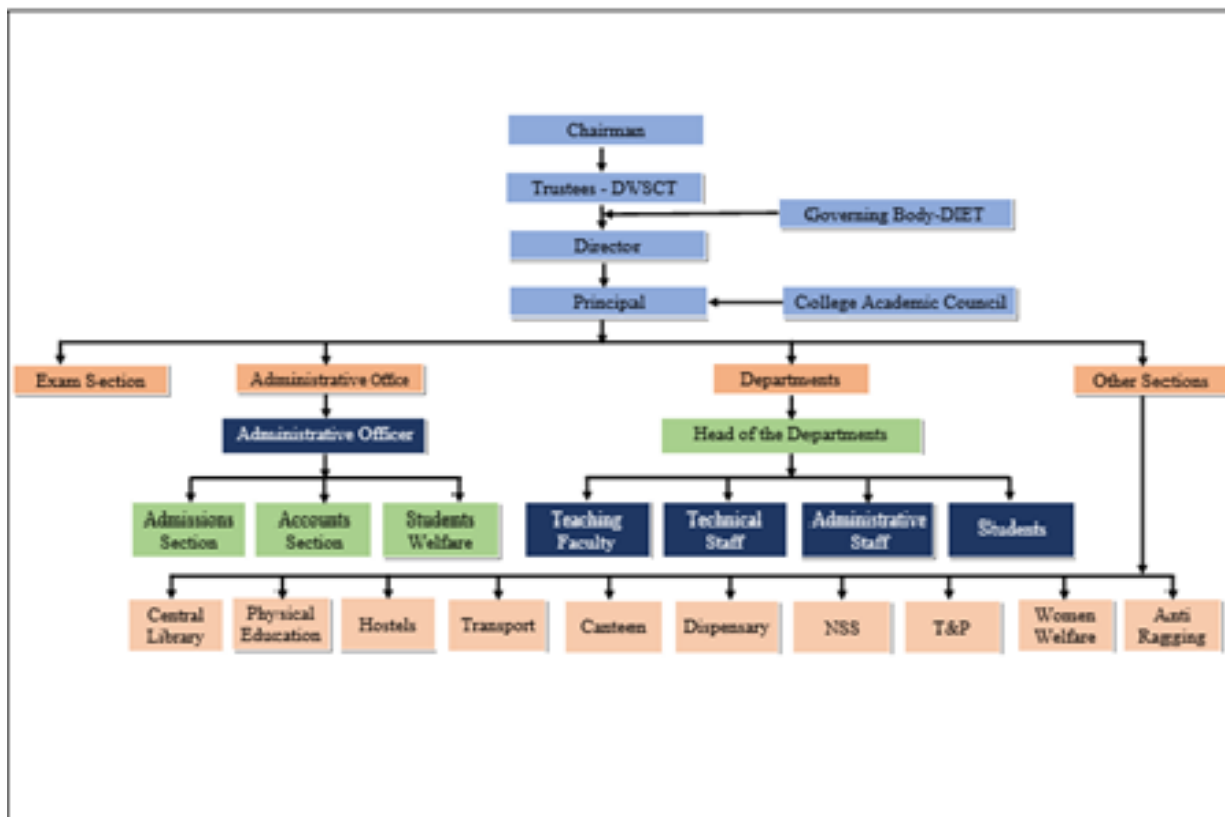 Chairman
Trustees - DWSCT
Governing Body-DIET
Director
Principal
College Academic Council
Exam Section
Administrative Office
Departments
Other Sections
Administrative Officer
Head of the Departments
Admissions
Section
Accounts
Section
Students
Welfare
Teaching
Faculty
Technical
Staff
Administrative
Staff
Students
Central
Library
Physical
Education
Hostels
Transport
Canteen
Dispensary
NSS
T&P
Women
Welfare
Anti
Ragging